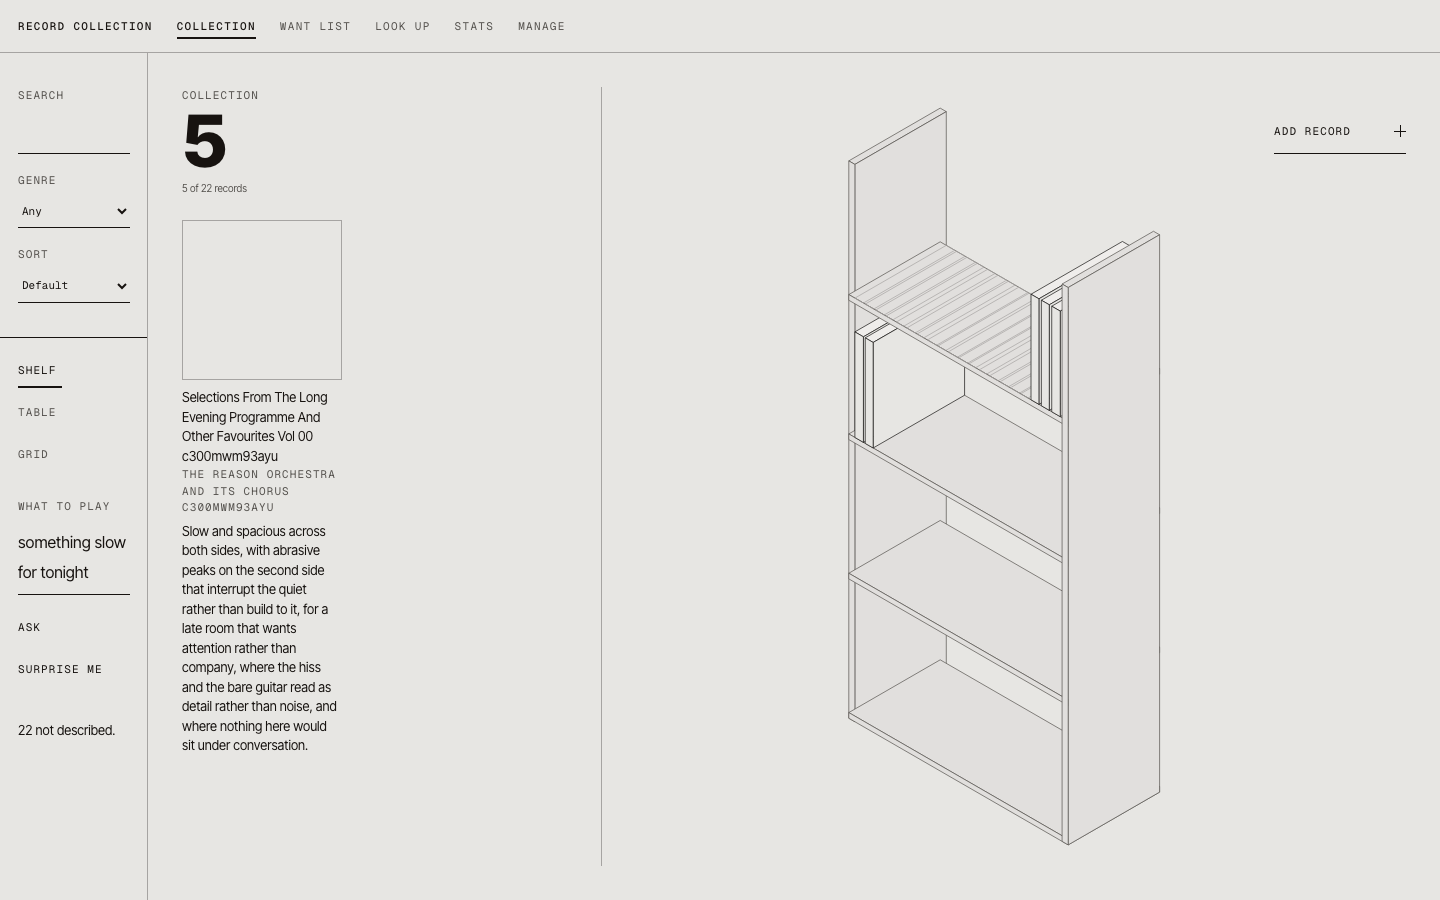 RECORD COLLECTION COLLECTION WANT LIST LOOK UP STATS MANAGE
SEARCH
GENRE
Any
SORT
Default
SHELF
TABLE
GRID
WHAT TO PLAY
something slow
for tonight
ASK
SURPRISE ME
22 not described.
COLLECTION
5
5 of 22 records
Selections From The Long
Evening Programme And
Other Favourites Vol 00
c300mwm93ayu
THE REASON ORCHESTRA
AND ITS CHORUS
C300MWM93AYU
Slow and spacious across
both sides, with abrasive
peaks on the second side
that interrupt the quiet
rather than build to it, for a
late room that wants
attention rather than
company, where the hiss
and the bare guitar read as
detail rather than noise, and
where nothing here would
sit under conversation.
ADD RECORD